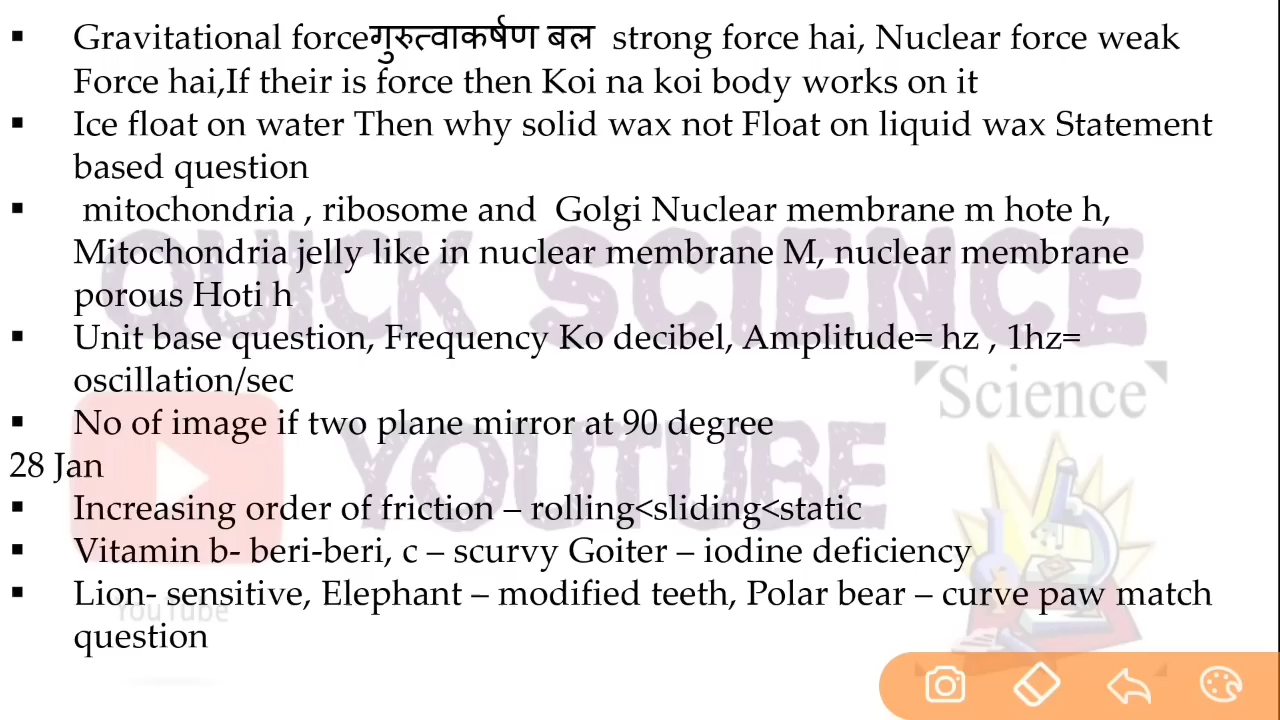 ▪ Gravitational forceगुरुत्वाकर्षण बल strong force hai, Nuclear force weak
Force hai,If their is force then Koi na koi body works on it
▪ Ice float on water Then why solid wax not Float on liquid wax Statement
based question
▪ mitochondria , ribosome and Golgi Nuclear membrane m hote h,
Mitochondria jelly like in nuclear membrane M, nuclear membrane
porous Hoti h
▪ Unit base question, Frequency Ko decibel, Amplitude= hz , 1hz=
oscillation/sec
▪ No of image if two plane mirror at 90 degree
28 Jan
▪ Increasing order of friction – rolling<sliding<static
▪ Vitamin b- beri-beri, c – scurvy Goiter – iodine deficiency
▪ Lion- sensitive, Elephant – modified teeth, Polar bear – curve paw match
question
QUICK SCIENCE
Science
YOUTUBE
YouTube